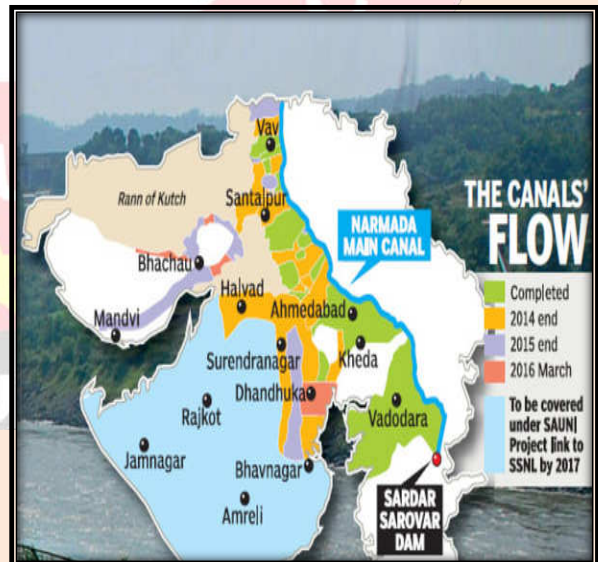 Vav
Rann of Kutch
Santalpur
THE CANALS'
FLOW
NARMADA
MAIN CANAL
Bhachau
Halvad
Ahmedabad
Completed
2014 end
2015 end
2016 March
Mandvi
Surendranagar
Kheda
Dhandhuka
Rajkot
Vadodara
To be covered
under SAUNI
Project link to
SSNL by 2017
Jamnagar
Bhavnagar
Amreli
SARDAR
SAROVAR
DAM